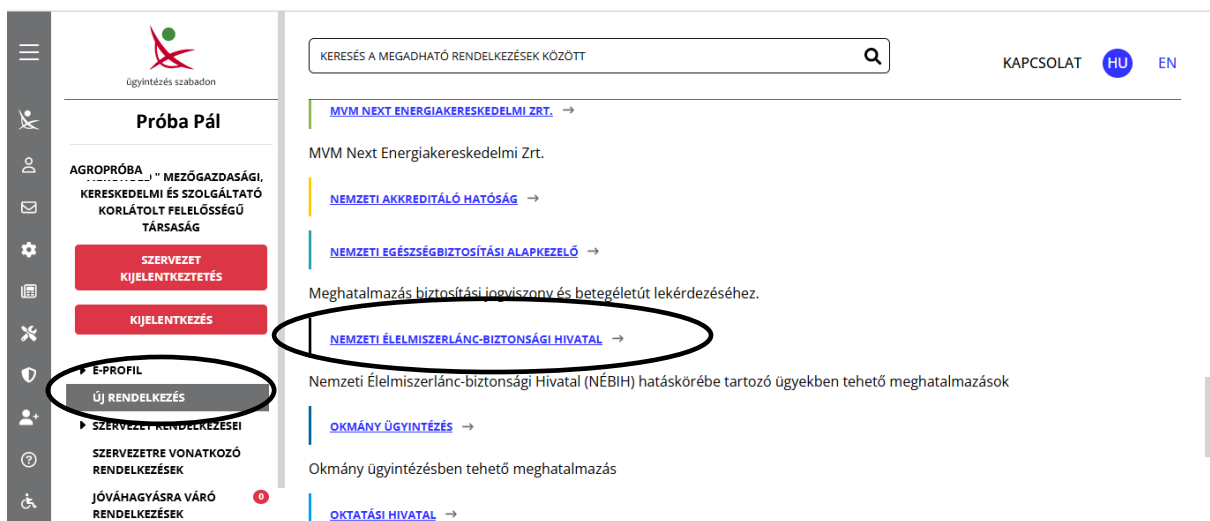 ügyintézés szabadon
Próba Pál
AGROPRÓBA
" MEZŐGAZDASÁGI,
KERESKEDELMI ÉS SZOLGÁLTATÓ
KORLÁTOLT FELELŐSSÉGŰ
TÁRSASÁG
SZERVEZET
KIJELENTKEZTETÉS
KIJELENTKEZÉS
E-PROFIL
ÚJ RENDELKEZÉS
SZERVEZET RENDELKEZÉSEI
SZERVEZETRE VONATKOZÓ
RENDELKEZÉSEK
JÓVÁHAGYÁSRA VÁRÓ 0
RENDELKEZÉSEK
KERESÉS A MEGADHATÓ RENDELKEZÉSEK KÖZÖTT
KAPCSOLAT HU EN
MVM NEXT ENERGIAKERESKEDELMI ZRT. →
MVM Next Energiakereskedelmi Zrt.
NEMZETI AKKREDITÁLÓ HATÓSÁG →
NEMZETI EGÉSZSÉGBIZTOSÍTÁSI ALAPKEZELŐ →
Meghatalmazás biztosítási jogviszony és betegéletút lekérdezéséhez.
NEMZETI ÉLELMISZERLÁNC-BIZTONSÁGI HIVATAL →
Nemzeti Élelmiszerlánc-biztonsági Hivatal (NÉBIH) hatáskörébe tartozó ügyekben tehető meghatalmazások
OKMÁNY ÜGYINTÉZÉS →
Okmány ügyintézésben tehető meghatalmazás
OKTATÁSI HIVATAL →